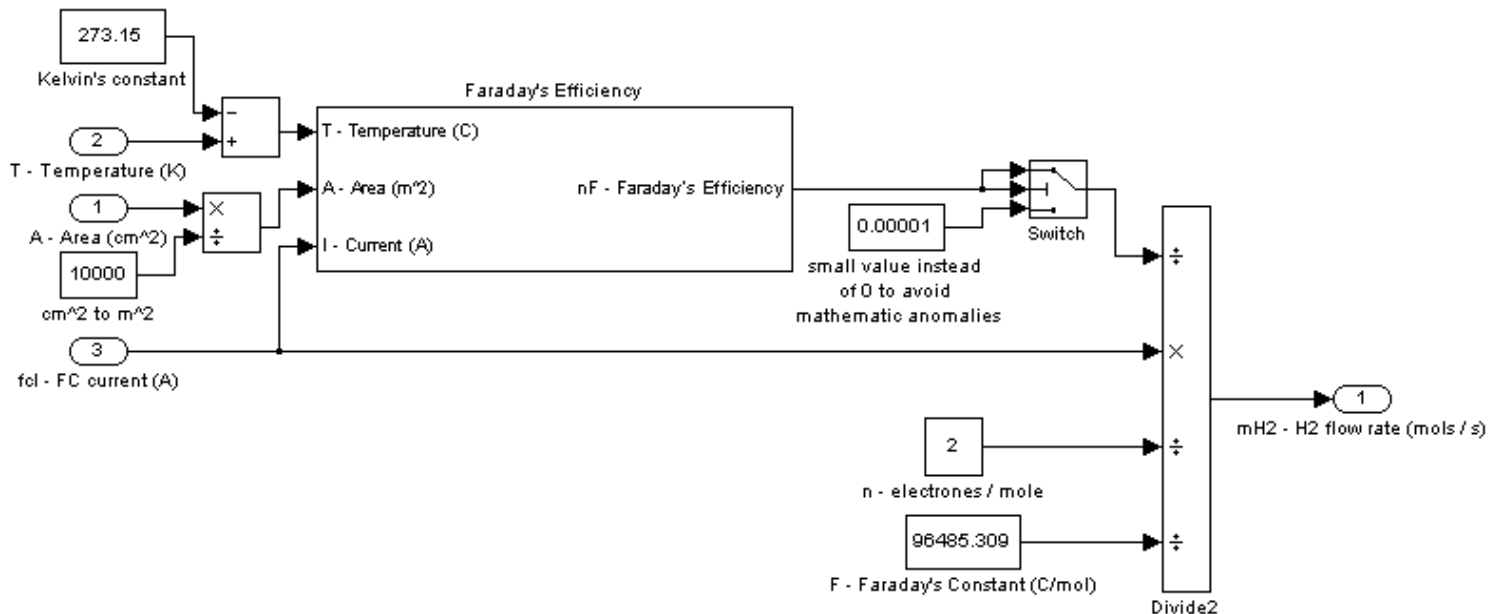 273.15
Kelvin's constant
Faraday's Efficiency
−
+
2
T - Temperature (K)
T - Temperature (C)
A - Area (m^2)
I - Current (A)
nF - Faraday's Efficiency
1
A - Area (cm^2)
×
÷
10000
cm^2 to m^2
0.00001
small value instead
of 0 to avoid
mathematic anomalies
Switch
3
fcI - FC current (A)
÷
×
÷
÷
2
n - electrones / mole
96485.309
F - Faraday's Constant (C/mol)
Divide2
1
mH2 - H2 flow rate (mols / s)